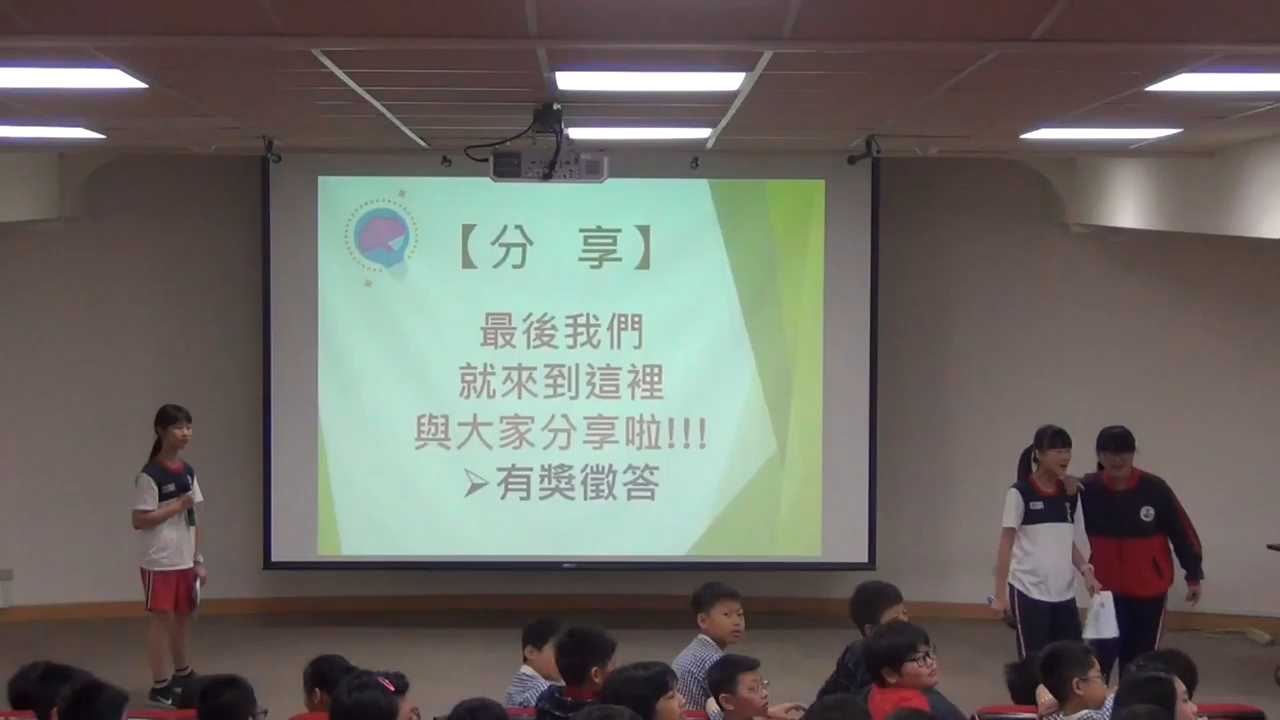 【分　享】
最後我們
就來到這裡
與大家分享啦!!!
➢有獎徵答